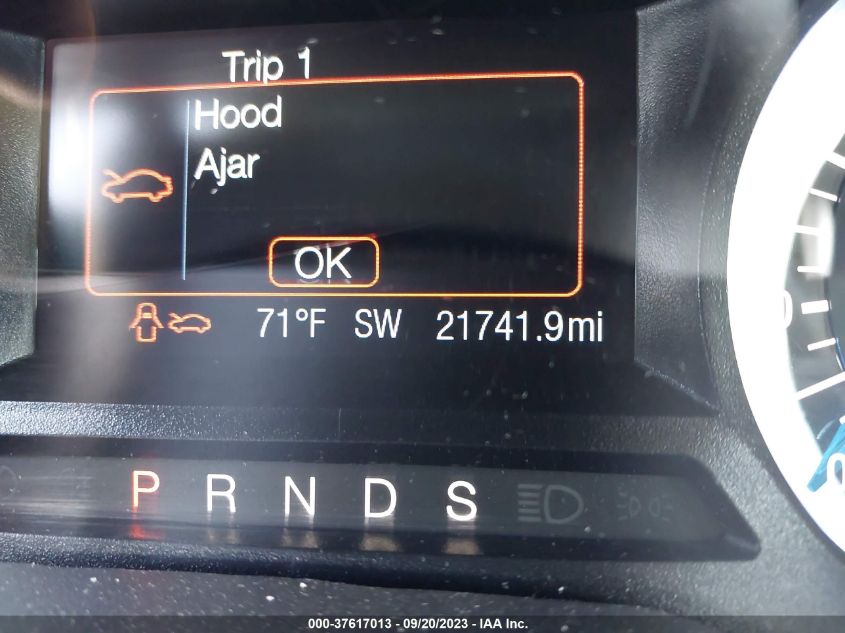 Trip 1
Hood
Ajar
OK
71°F SW 21741.9mi
P R N D S
000-37617013 - 09/20/2023 - IAA Inc.